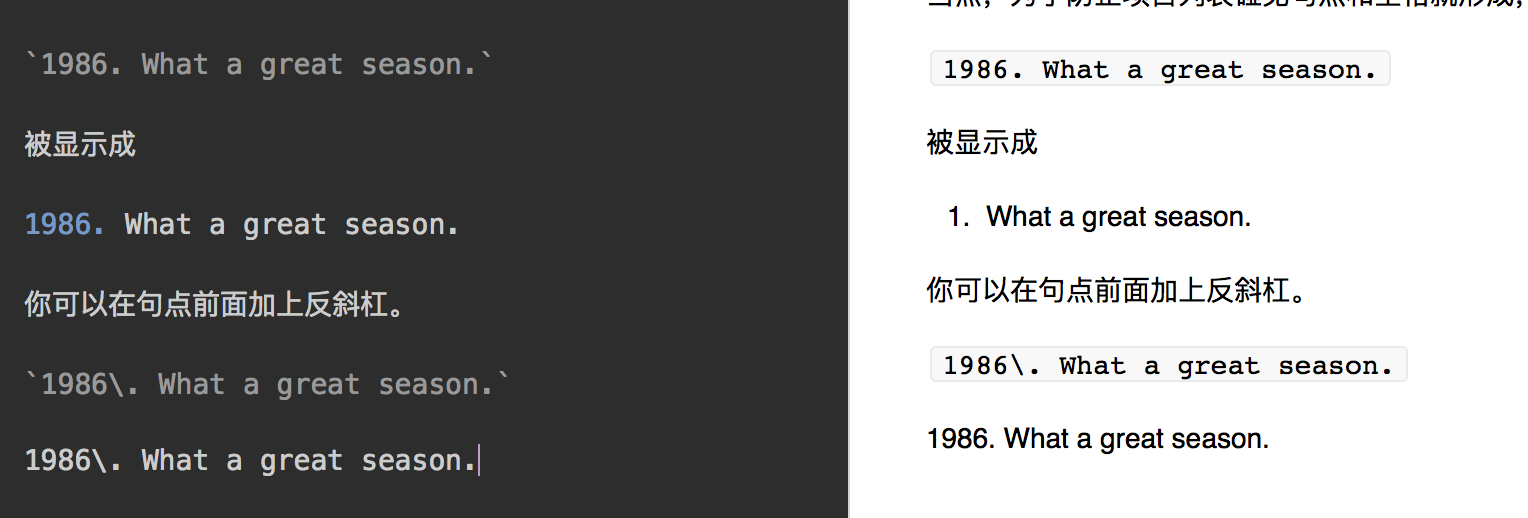 `1986. What a great season.`
被显示成
1986. What a great season.
你可以在句点前面加上反斜杠。
`1986\. What a great season.`
1986\. What a great season.
1986. What a great season.
被显示成
1. What a great season.
你可以在句点前面加上反斜杠。
1986\. What a great season.
1986. What a great season.